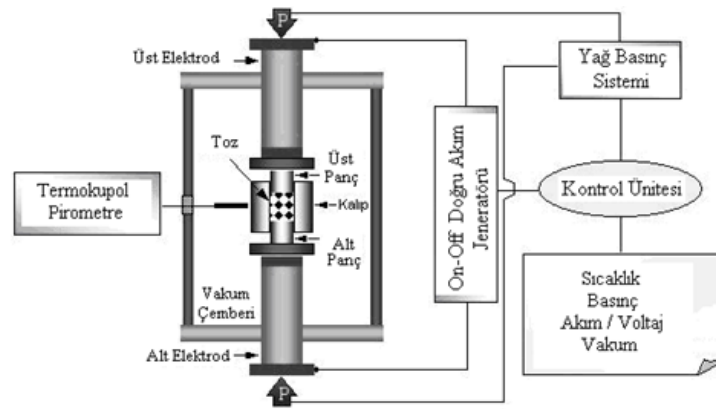 P
Üst Elektrod
Toz
Üst
Panç
Termokupol
Pirometre
Kalıp
Alt
Panç
Vakum
Çemberi
Alt Elektrod
P
On-Off Doğru Akım
Jeneratörü
Yağ Basınç
Sistemi
Kontrol Ünitesi
Sıcaklık
Basınç
Akım / Voltaj
Vakum